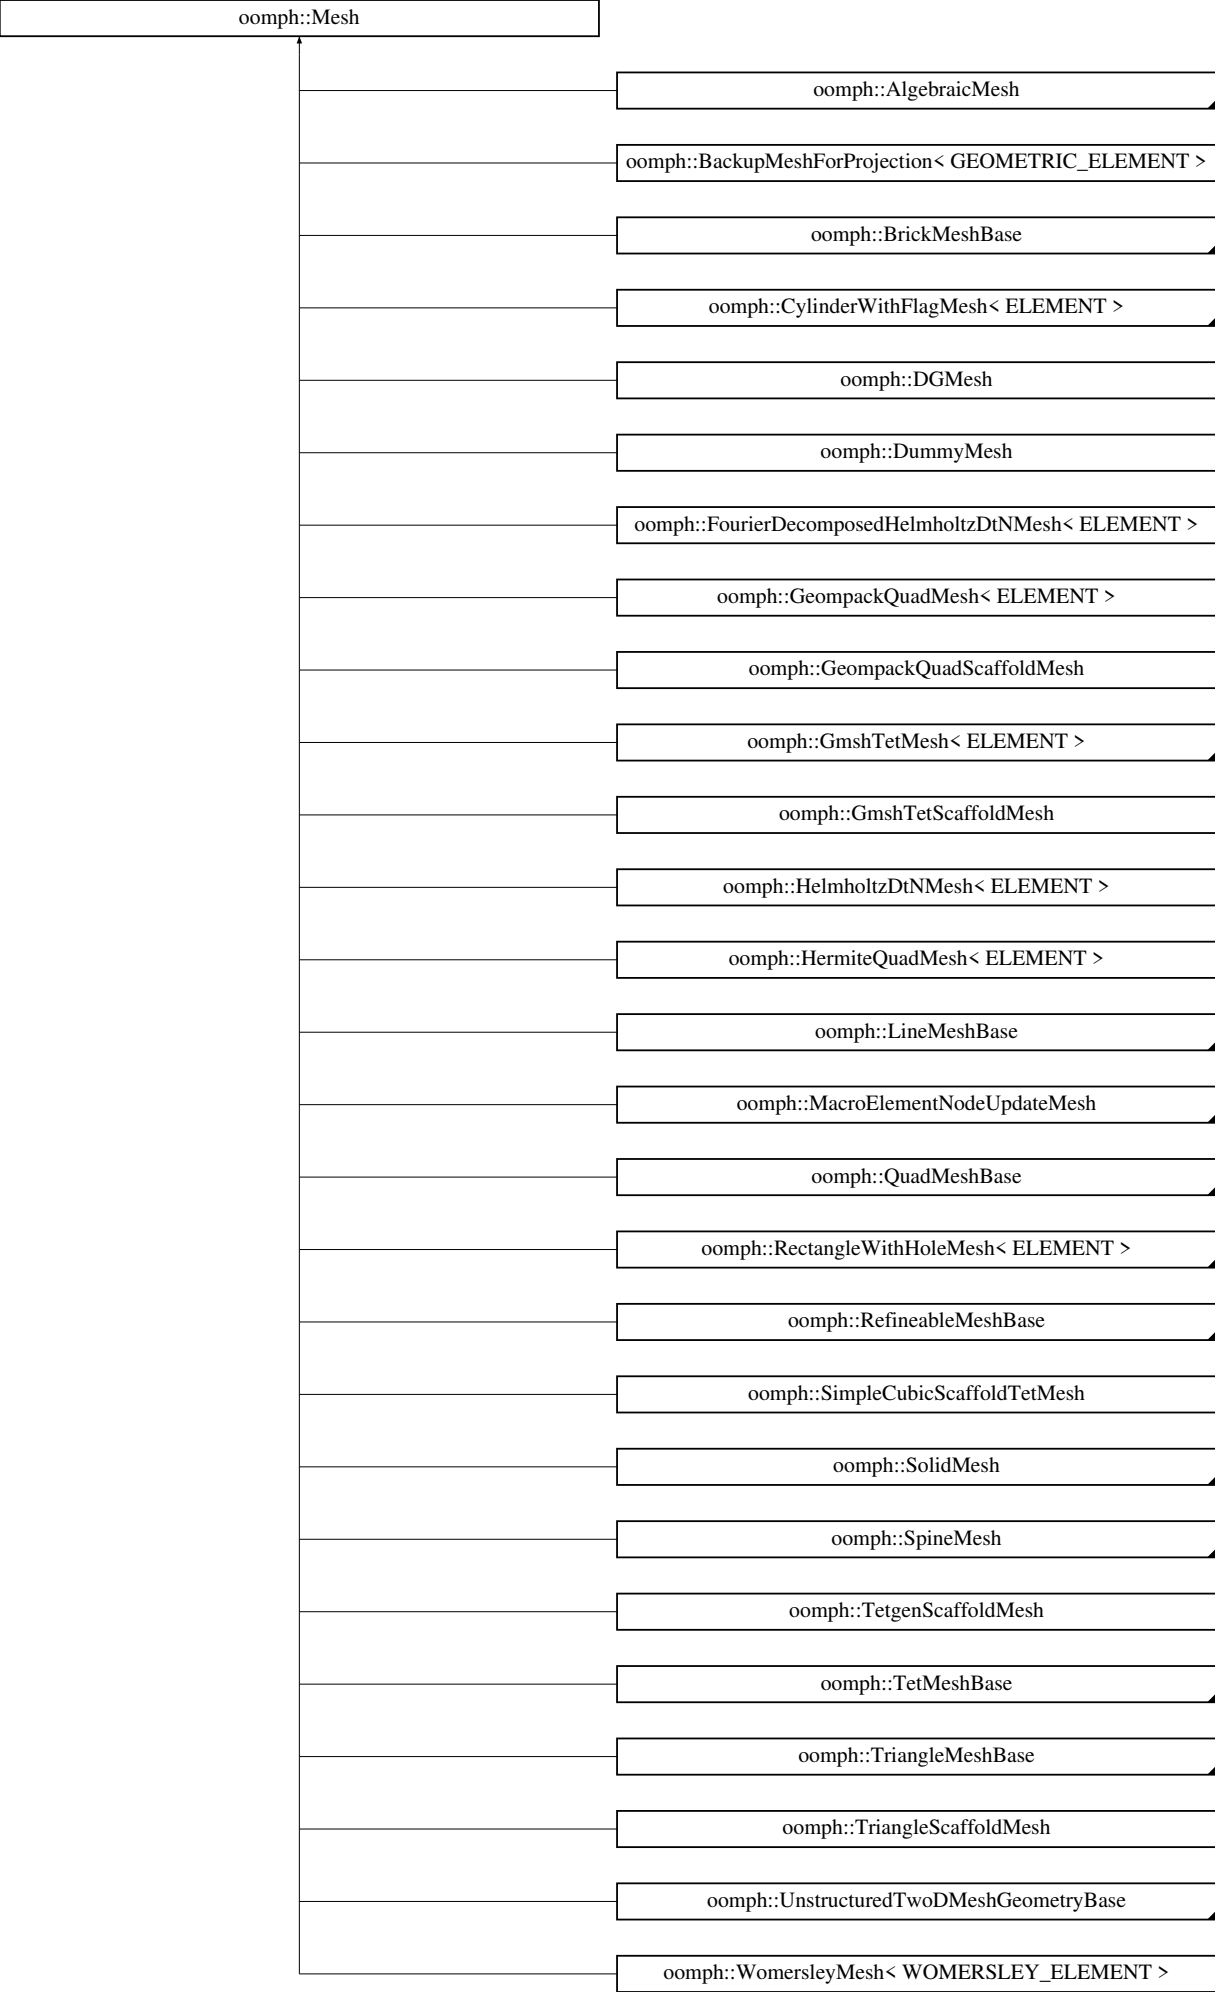 oomph::Mesh
oomph::AlgebraicMesh
oomph::BackupMeshForProjection< GEOMETRIC_ELEMENT >
oomph::BrickMeshBase
oomph::CylinderWithFlagMesh< ELEMENT >
oomph::DGMesh
oomph::DummyMesh
oomph::FourierDecomposedHelmholtzDtNMesh< ELEMENT >
oomph::GeompackQuadMesh< ELEMENT >
oomph::GeompackQuadScaffoldMesh
oomph::GmshTetMesh< ELEMENT >
oomph::GmshTetScaffoldMesh
oomph::HelmholtzDtNMesh< ELEMENT >
oomph::HermiteQuadMesh< ELEMENT >
oomph::LineMeshBase
oomph::MacroElementNodeUpdateMesh
oomph::QuadMeshBase
oomph::RectangleWithHoleMesh< ELEMENT >
oomph::RefineableMeshBase
oomph::SimpleCubicScaffoldTetMesh
oomph::SolidMesh
oomph::SpineMesh
oomph::TetgenScaffoldMesh
oomph::TetMeshBase
oomph::TriangleMeshBase
oomph::TriangleScaffoldMesh
oomph::UnstructuredTwoDMeshGeometryBase
oomph::WomersleyMesh< WOMERSLEY_ELEMENT >